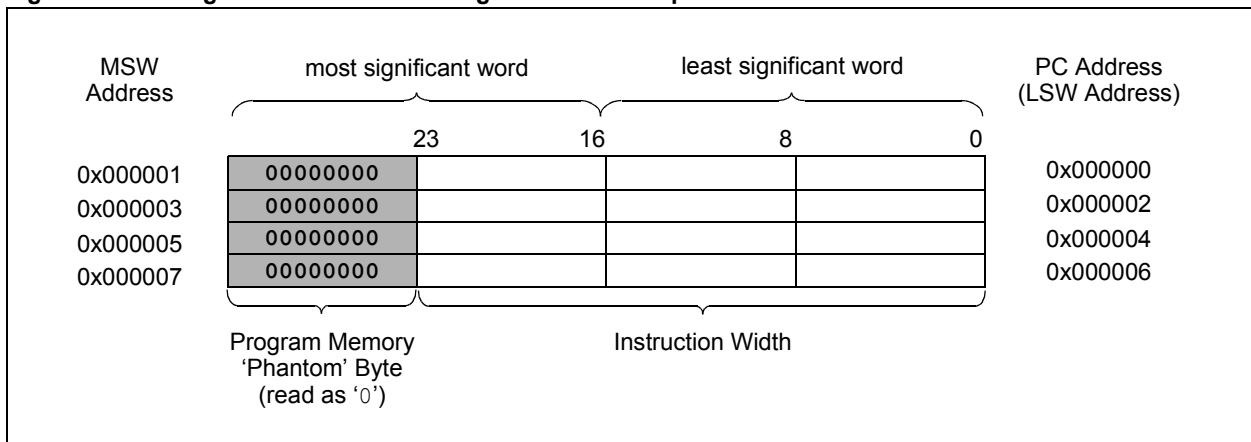 MSW
Address
most significant word
least significant word
PC Address
(LSW Address)
23 16 8 0
0x000001 00000000 0x000000
0x000003 00000000 0x000002
0x000005 00000000 0x000004
0x000007 00000000 0x000006
Program Memory
‘Phantom’ Byte
(read as ‘0’)
Instruction Width